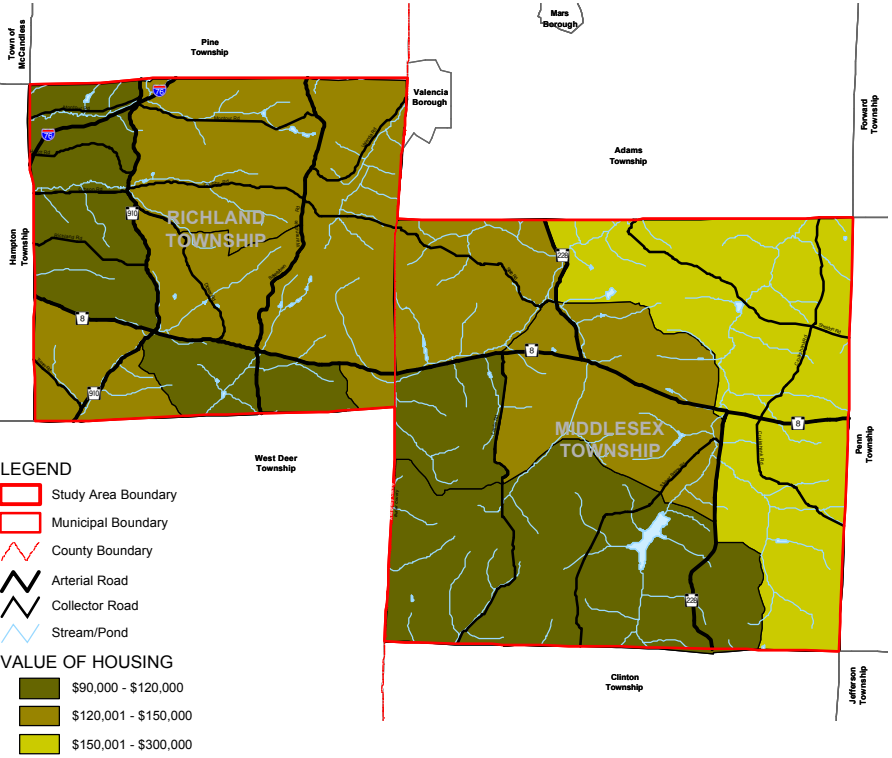 Mars
Borough
Town of
McCandless
Pine
Township
Valencia
Borough
Forward
Township
Adams
Township
Hampton
Township
RICHLAND
TOWNSHIP
76
76
910
8
910
228
8
8
228
MIDDLESEX
TOWNSHIP
Penn
Township
West Deer
Township
Clinton
Township
Jefferson
Township
LEGEND
Study Area Boundary
Municipal Boundary
County Boundary
Arterial Road
Collector Road
Stream/Pond
VALUE OF HOUSING
$90,000 - $120,000
$120,001 - $150,000
$150,001 - $300,000